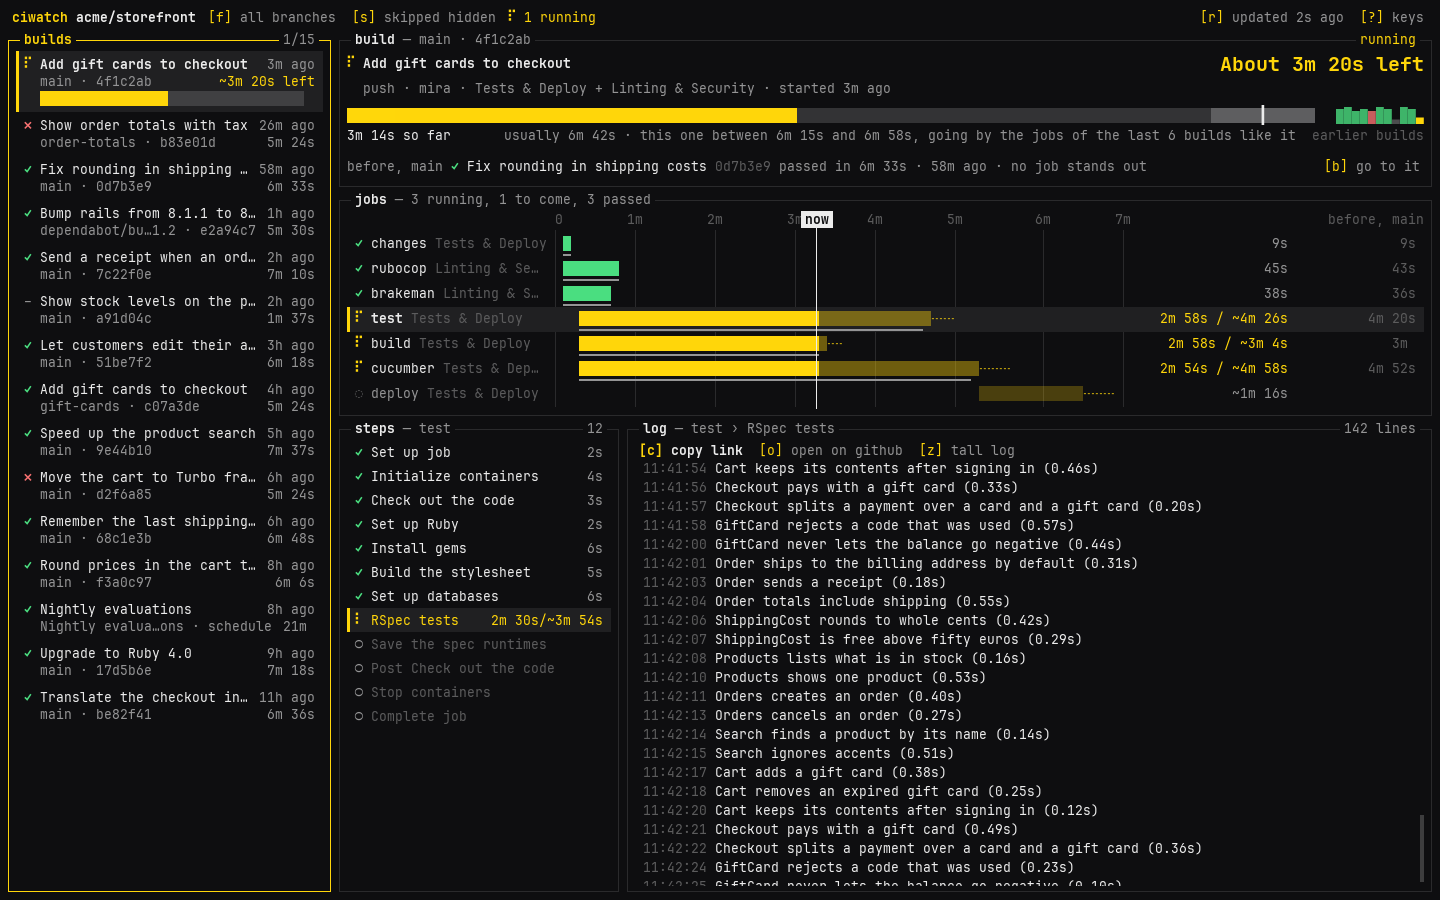 ciwatch acme/storefront [f] all branches [s] skipped hidden 1 running [r] updated 2s ago [?] keys
builds 1/15
Add gift cards to checkout 3m ago
main · 4f1c2ab ~3m 20s left
Show order totals with tax 26m ago
order-totals · b83e01d 5m 24s
Fix rounding in shipping … 58m ago
main · 0d7b3e9 6m 33s
Bump rails from 8.1.1 to 8… 1h ago
dependabot/bu…1.2 · e2a94c7 5m 30s
Send a receipt when an ord… 2h ago
main · 7c22f0e 7m 10s
Show stock levels on the p… 2h ago
main · a91d04c 1m 37s
Let customers edit their a… 3h ago
main · 51be7f2 6m 18s
Add gift cards to checkout 4h ago
gift-cards · c07a3de 5m 24s
Speed up the product search 5h ago
main · 9e44b10 7m 37s
Move the cart to Turbo fra… 6h ago
main · d2f6a85 5m 24s
Remember the last shipping… 6h ago
main · 68c1e3b 6m 48s
Round prices in the cart t… 8h ago
main · f3a0c97 6m 6s
Nightly evaluations 8h ago
Nightly evalua…ons · schedule 21m
Upgrade to Ruby 4.0 9h ago
main · 17d5b6e 7m 18s
Translate the checkout in… 11h ago
main · be82f41 6m 36s
build — main · 4f1c2ab running
Add gift cards to checkout About 3m 20s left
push · mira · Tests & Deploy + Linting & Security · started 3m ago
3m 14s so far usually 6m 42s · this one between 6m 15s and 6m 58s, going by the jobs of the last 6 builds like it earlier builds
before, main ✓ Fix rounding in shipping costs 0d7b3e9 passed in 6m 33s · 58m ago · no job stands out [b] go to it
jobs — 3 running, 1 to come, 3 passed
0 1m 2m 3m now 4m 5m 6m 7m before, main
changes Tests & Deploy 9s 9s
rubocop Linting & Se… 45s 43s
brakeman Linting & S… 38s 36s
test Tests & Deploy 2m 58s / ~4m 26s 4m 20s
build Tests & Deploy 2m 58s / ~3m 4s 3m
cucumber Tests & Dep… 2m 54s / ~4m 58s 4m 52s
deploy Tests & Deploy ~1m 16s
steps — test 12
Set up job 2s
Initialize containers 4s
Check out the code 3s
Set up Ruby 2s
Install gems 6s
Build the stylesheet 5s
Set up databases 6s
RSpec tests 2m 30s/~3m 54s
Save the spec runtimes
Post Check out the code
Stop containers
Complete job
log — test › RSpec tests 142 lines
[c] copy link [o] open on github [z] tall log
11:41:54 Cart keeps its contents after signing in (0.46s)
11:41:56 Checkout pays with a gift card (0.33s)
11:41:57 Checkout splits a payment over a card and a gift card (0.20s)
11:41:58 GiftCard rejects a code that was used (0.57s)
11:42:00 GiftCard never lets the balance go negative (0.44s)
11:42:01 Order ships to the billing address by default (0.31s)
11:42:03 Order sends a receipt (0.18s)
11:42:04 Order totals include shipping (0.55s)
11:42:06 ShippingCost rounds to whole cents (0.42s)
11:42:07 ShippingCost is free above fifty euros (0.29s)
11:42:08 Products lists what is in stock (0.16s)
11:42:10 Products shows one product (0.53s)
11:42:11 Orders creates an order (0.40s)
11:42:13 Orders cancels an order (0.27s)
11:42:14 Search finds a product by its name (0.14s)
11:42:15 Search ignores accents (0.51s)
11:42:17 Cart adds a gift card (0.38s)
11:42:18 Cart removes an expired gift card (0.25s)
11:42:20 Cart keeps its contents after signing in (0.12s)
11:42:21 Checkout pays with a gift card (0.49s)
11:42:22 Checkout splits a payment over a card and a gift card (0.36s)
11:42:24 GiftCard rejects a code that was used (0.23s)
11:42:25 GiftCard never lets the balance go negative (0.10s)